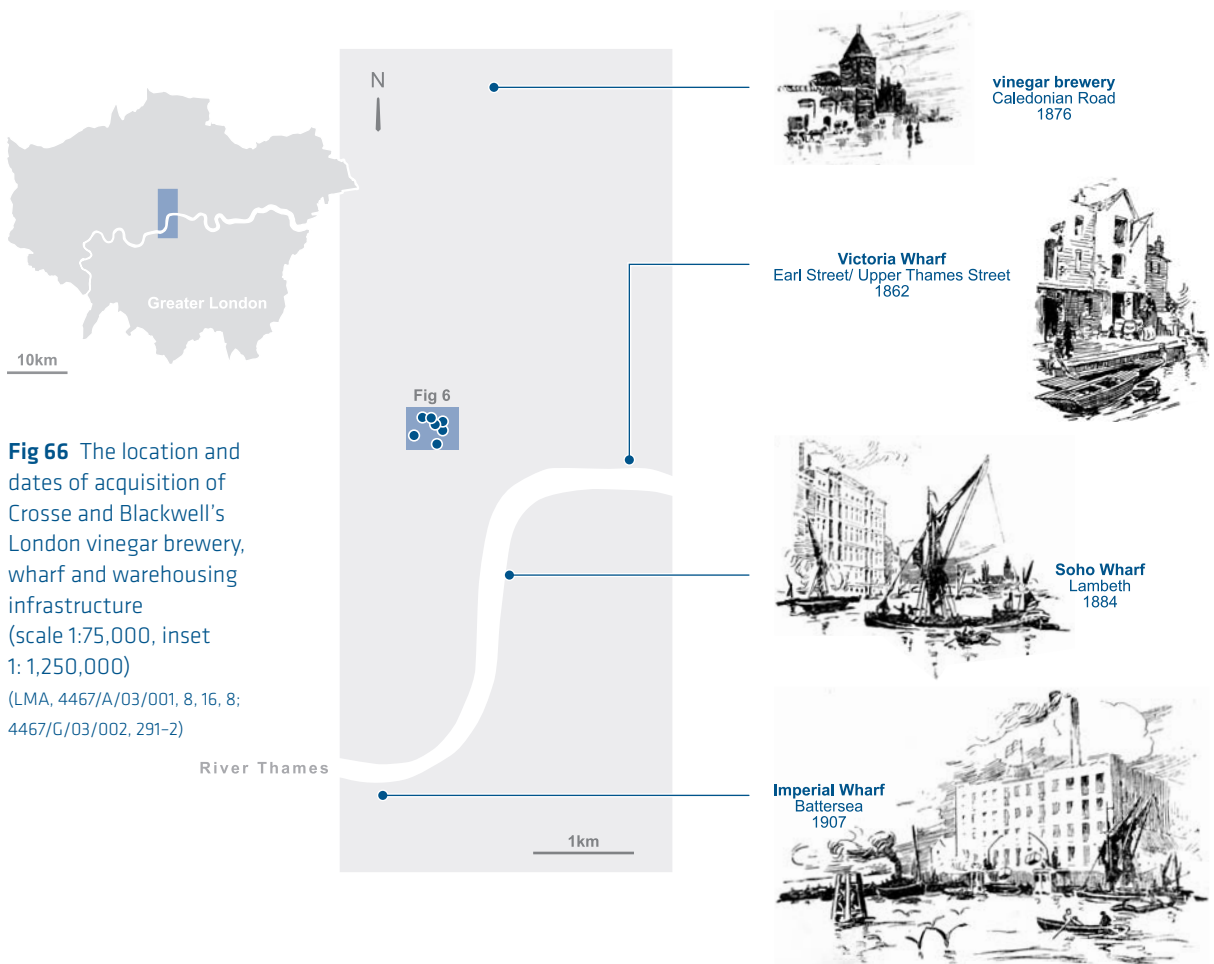 N
vinegar brewery
Caledonian Road
1876
Victoria Wharf
Earl Street/ Upper Thames Street
1862
Greater London
10km
Fig 6
Fig 66 The location and
dates of acquisition of
Crosse and Blackwell's
London vinegar brewery,
wharf and warehousing
infrastructure
(scale 1:75,000, inset
1: 1,250,000)
(LMA, 4467/A/03/001, 8, 16, 8;
4467/G/03/002, 291–2)
Soho Wharf
Lambeth
1884
River Thames
Imperial Wharf
Battersea
1907
1km